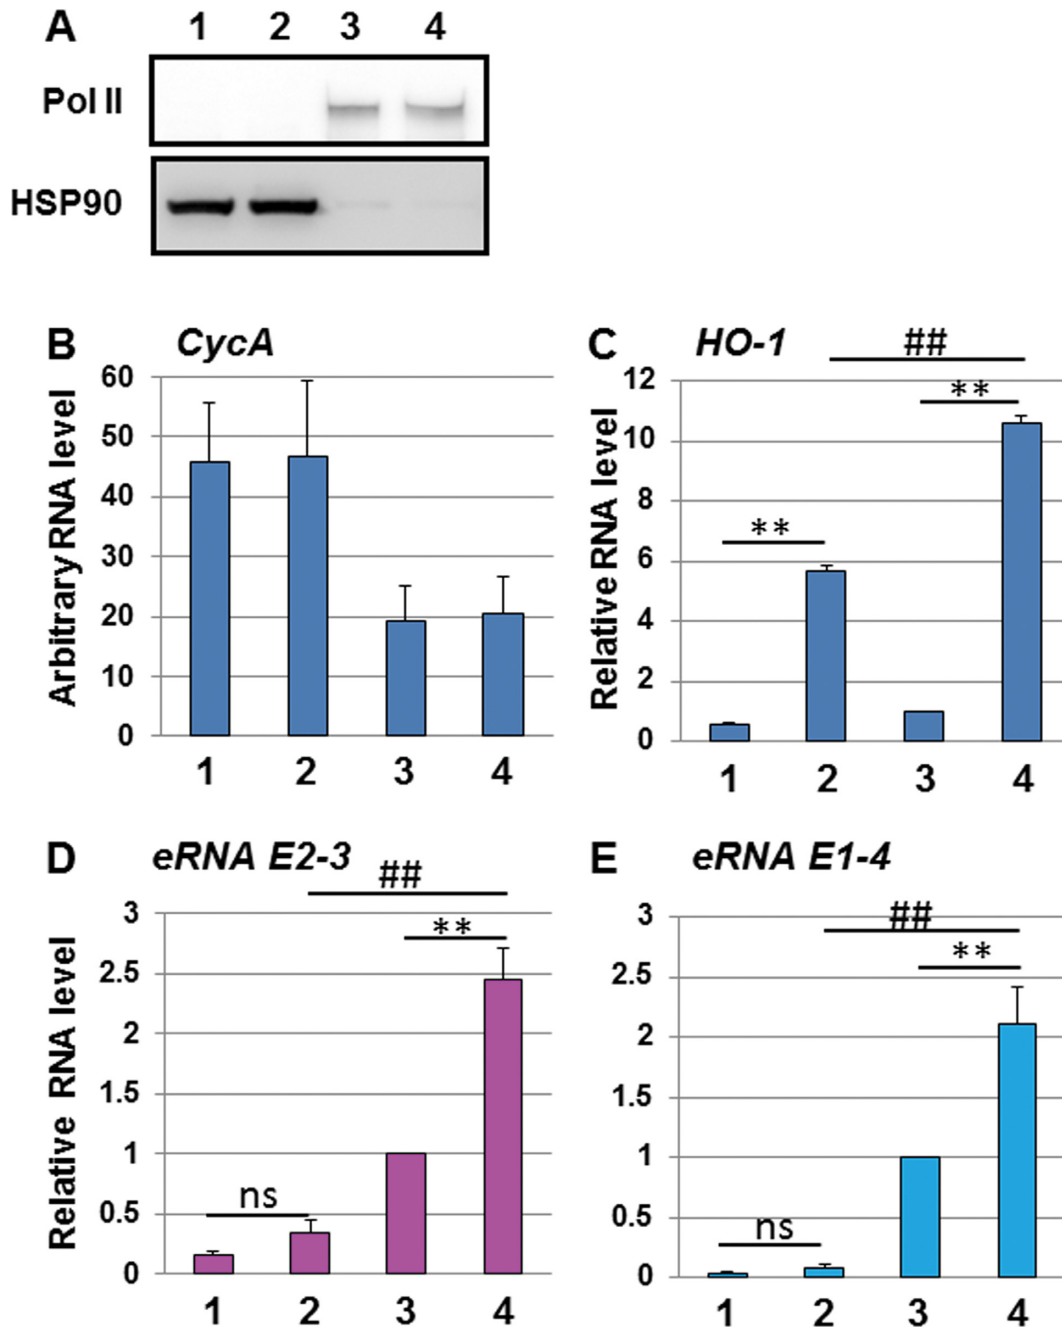 A 1 2 3 4
Pol II
HSP90
B CycA
Arbitrary RNA level
60
50
40
30
20
10
0
1 2 3 4
C HO-1
##
**
**
Relative RNA level
12
10
8
6
4
2
0
1 2 3 4
D eRNA E2-3
##
**
ns
Relative RNA level
3
2.5
2
1.5
1
0.5
0
1 2 3 4
E eRNA E1-4
##
**
ns
3
2.5
2
1.5
1
0.5
0
1 2 3 4